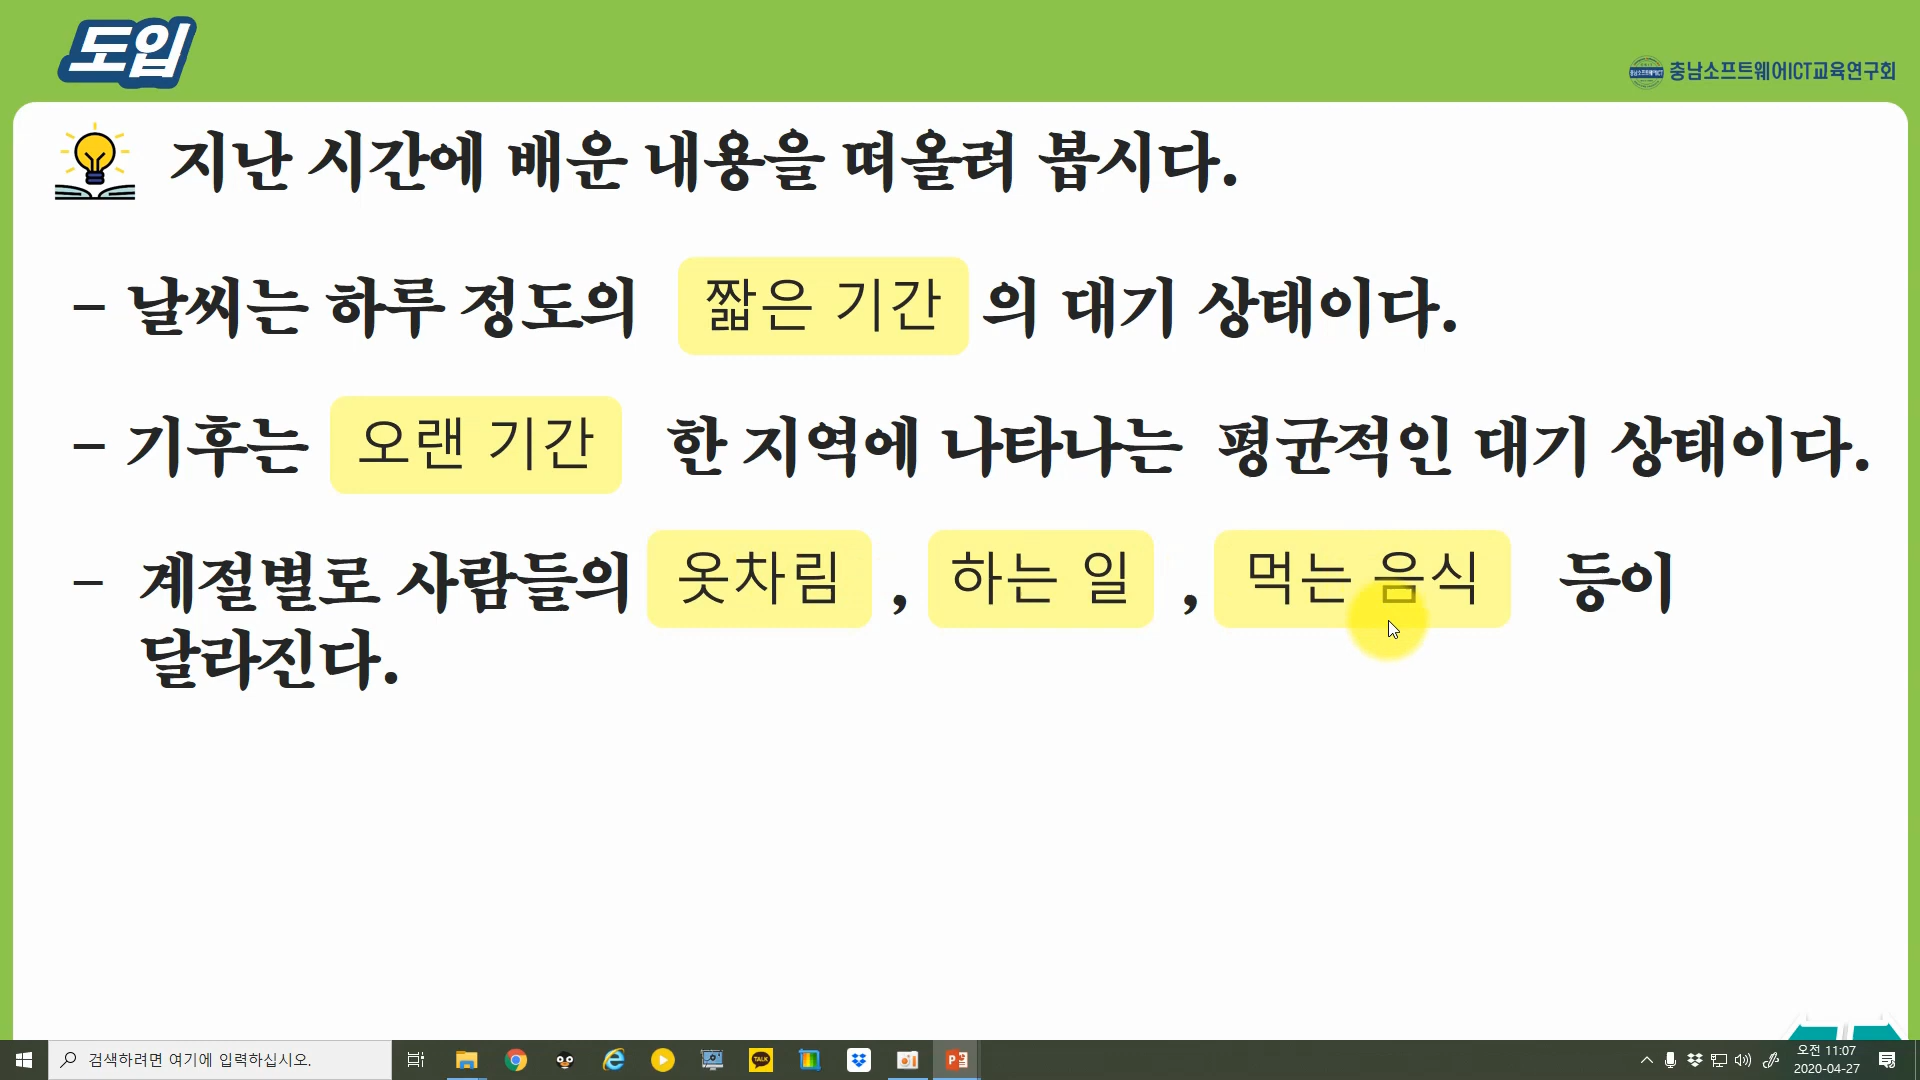 도입
충남소프트웨어ICT교육연구회
지난 시간에 배운 내용을 떠올려 봅시다.
- 날씨는 하루 정도의 짧은 기간 의 대기 상태이다.
- 기후는 오랜 기간 한 지역에 나타나는 평균적인 대기 상태이다.
- 계절별로 사람들의 옷차림 , 하는 일 , 먹는 음식 등이
달라진다.
검색하려면 여기에 입력하십시오.
TALK
오전 11:07
2020-04-27